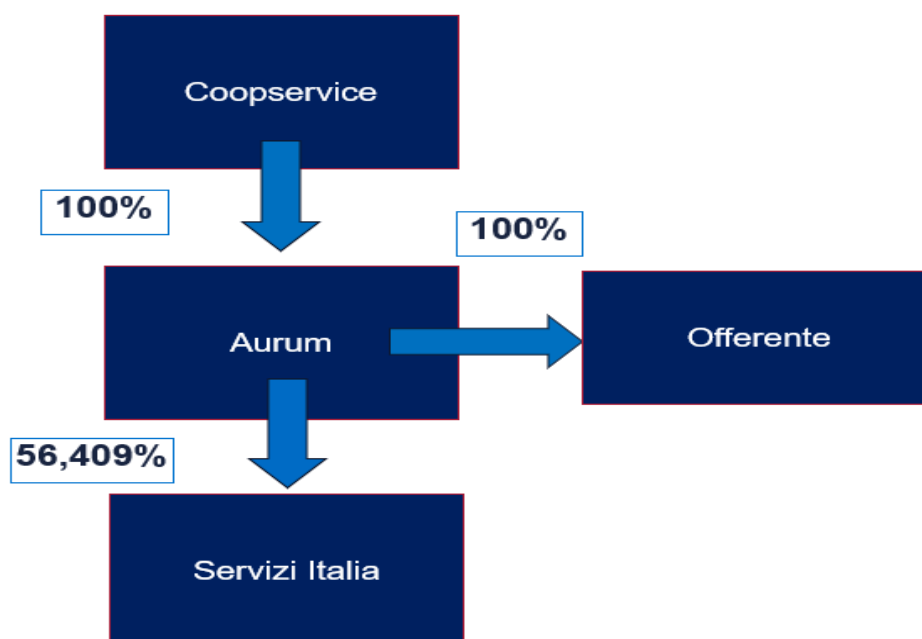 Coopservice
100%
100%
Aurum
Offerente
56,409%
Servizi Italia